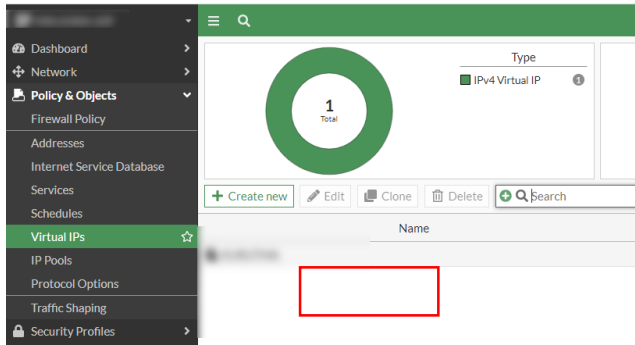 Dashboard
Network
Policy & Objects
Firewall Policy
Addresses
Internet Service Database
Services
Schedules
Virtual IPs
IP Pools
Protocol Options
Traffic Shaping
Security Profiles
1
Total
Type
IPv4 Virtual IP 1
+ Create new Edit Clone Delete Search
Name